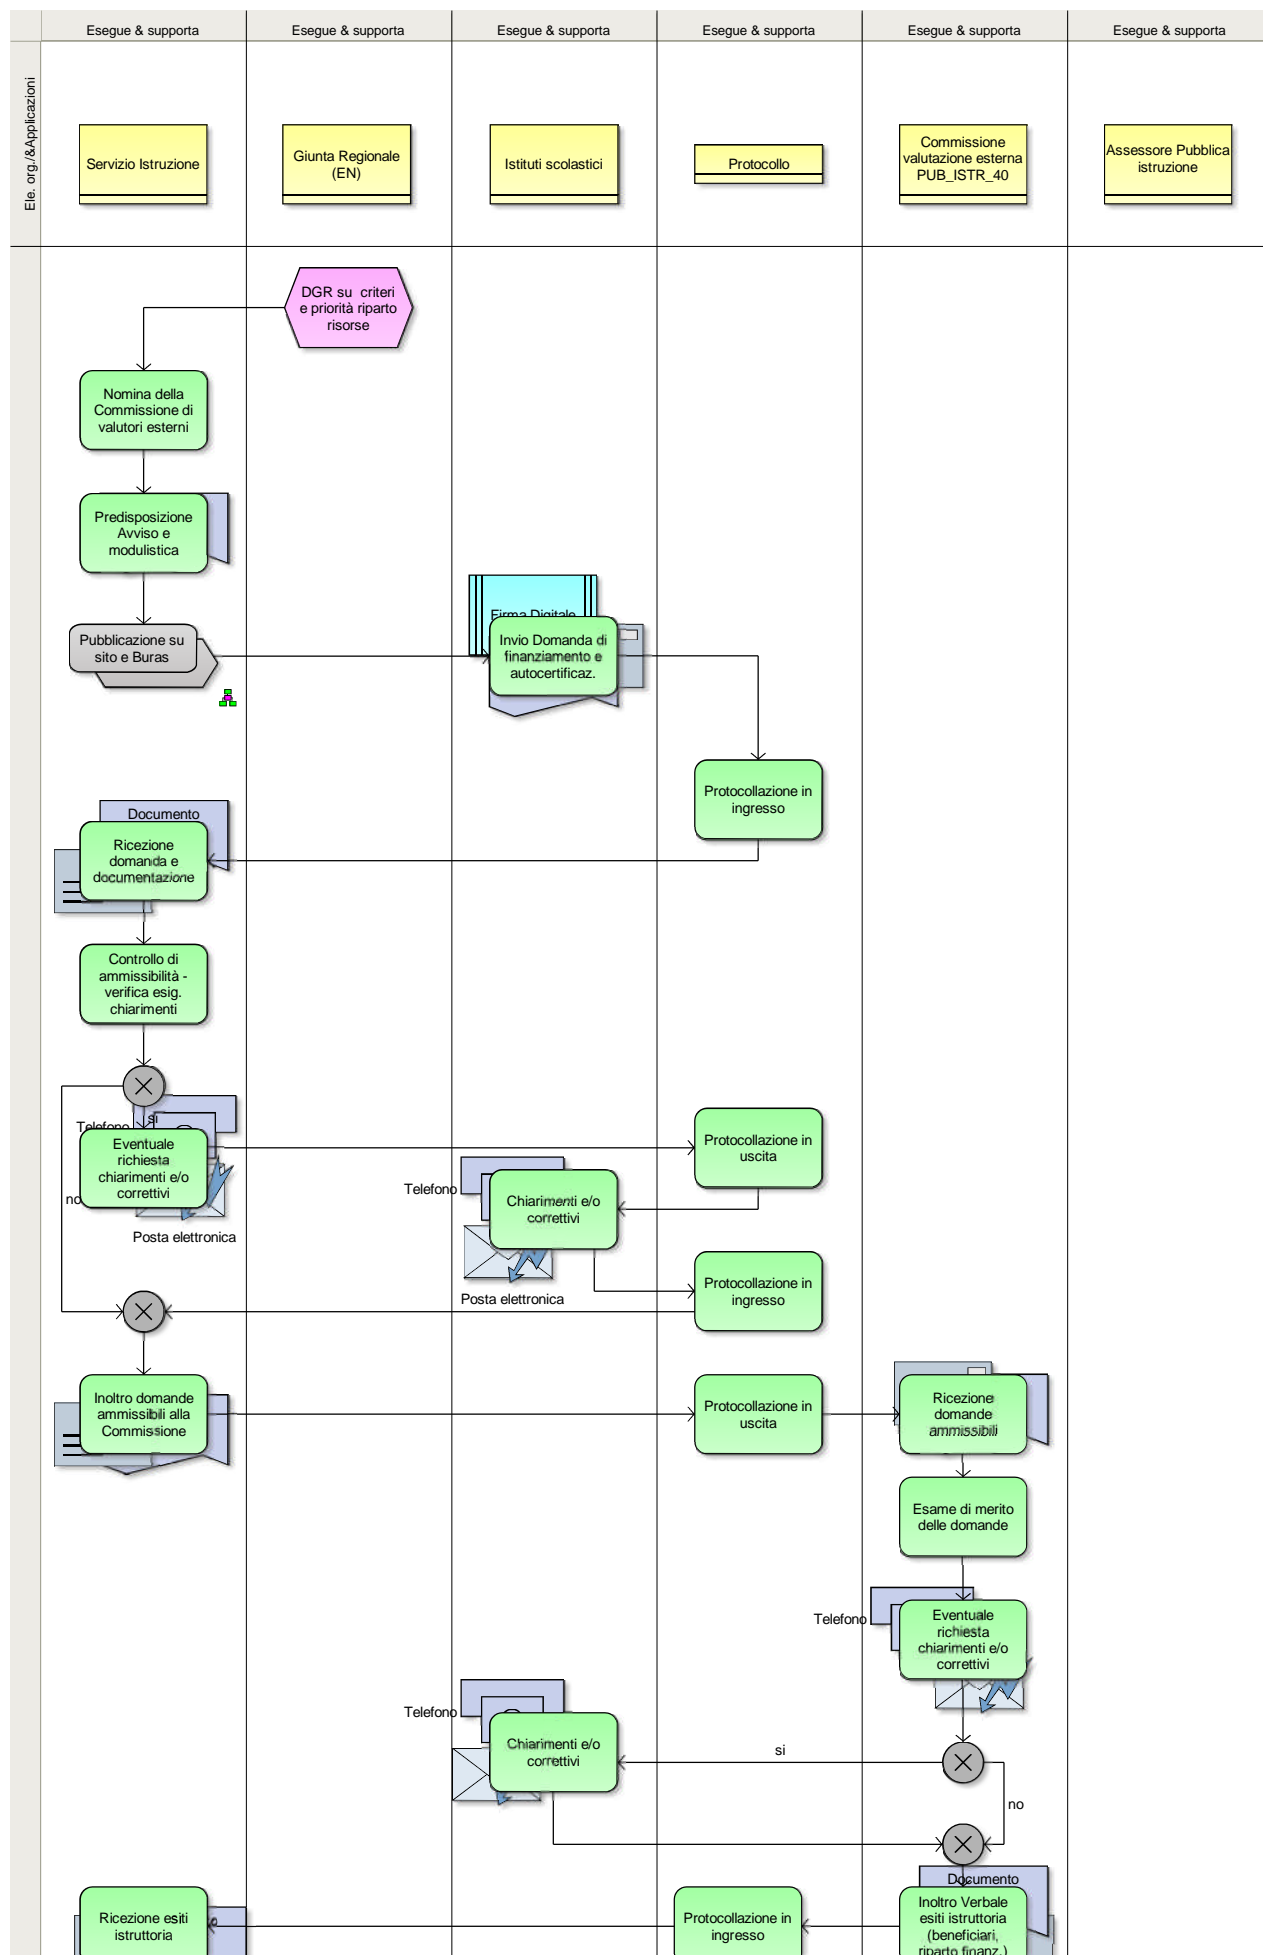 Esegue & supporta
Esegue & supporta
Esegue & supporta
Esegue & supporta
Esegue & supporta
Esegue & supporta
Ele. org./&Applicazioni
Servizio Istruzione
Giunta Regionale
(EN)
Istituti scolastici
Protocollo
Commissione
valutazione esterna
PUB_ISTR_40
Assessore Pubblica
istruzione
DGR su criteri
e priorità riparto
risorse
Nomina della
Commissione di
valutori esterni
Predisposizione
Avviso e
modulistica
Pubblicazione su
sito e Buras
Firma Digitale
Invio Domanda di
finanziamento e
autocertificaz.
Protocollazione in
ingresso
Documento
Ricezione
domanda e
documentazione
Controllo di
ammissibilità -
verifica esig.
chiarimenti
si
Telefono
Eventuale
richiesta
chiarimenti e/o
correttivi
no
Posta elettronica
Protocollazione in
uscita
Telefono
Chiarimenti e/o
correttivi
Posta elettronica
Protocollazione in
ingresso
Inoltro domande
ammissibili alla
Commissione
Protocollazione in
uscita
Ricezione
domande
ammissibili
Esame di merito
delle domande
Telefono
Eventuale
richiesta
chiarimenti e/o
correttivi
Telefono
Chiarimenti e/o
correttivi
si
no
Documento
Inoltro Verbale
esiti istruttoria
(beneficiari,
riparto finanz.)
Protocollazione in
ingresso
Ricezione esiti
istruttoria